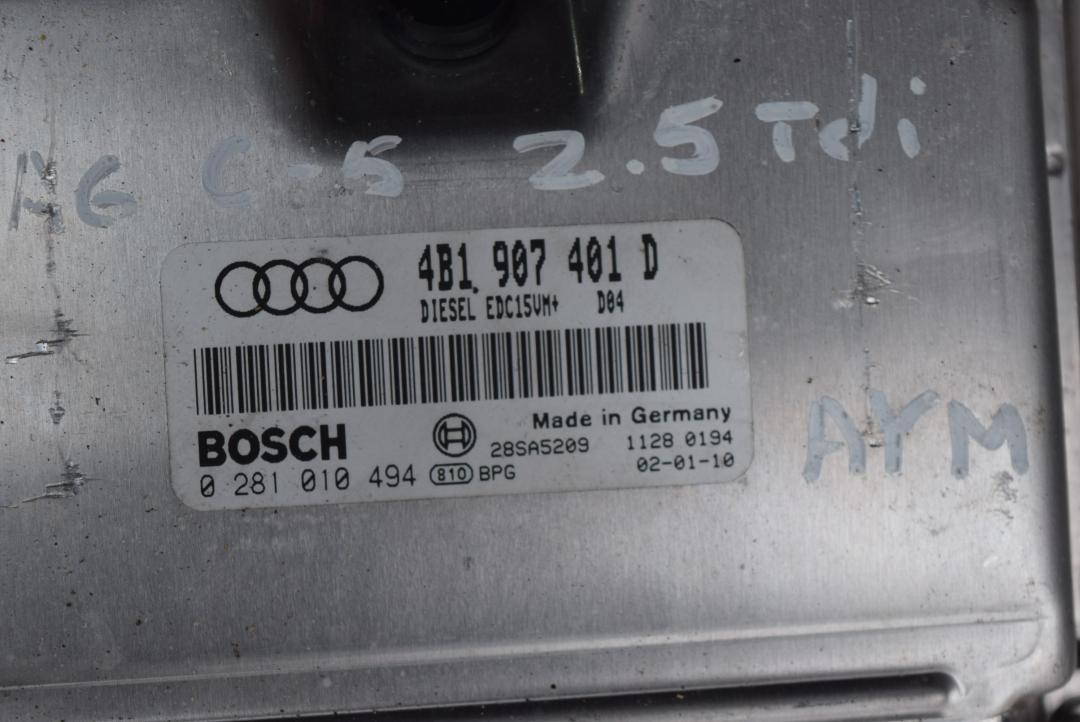 A6 C-5 2.5 Tdi
4B1 907 401 D
DIESEL EDC15VM+ D04
Made in Germany
BOSCH 28SA5209 1128 0194
0 281 010 494 810 BPG 02-01-10
AYM